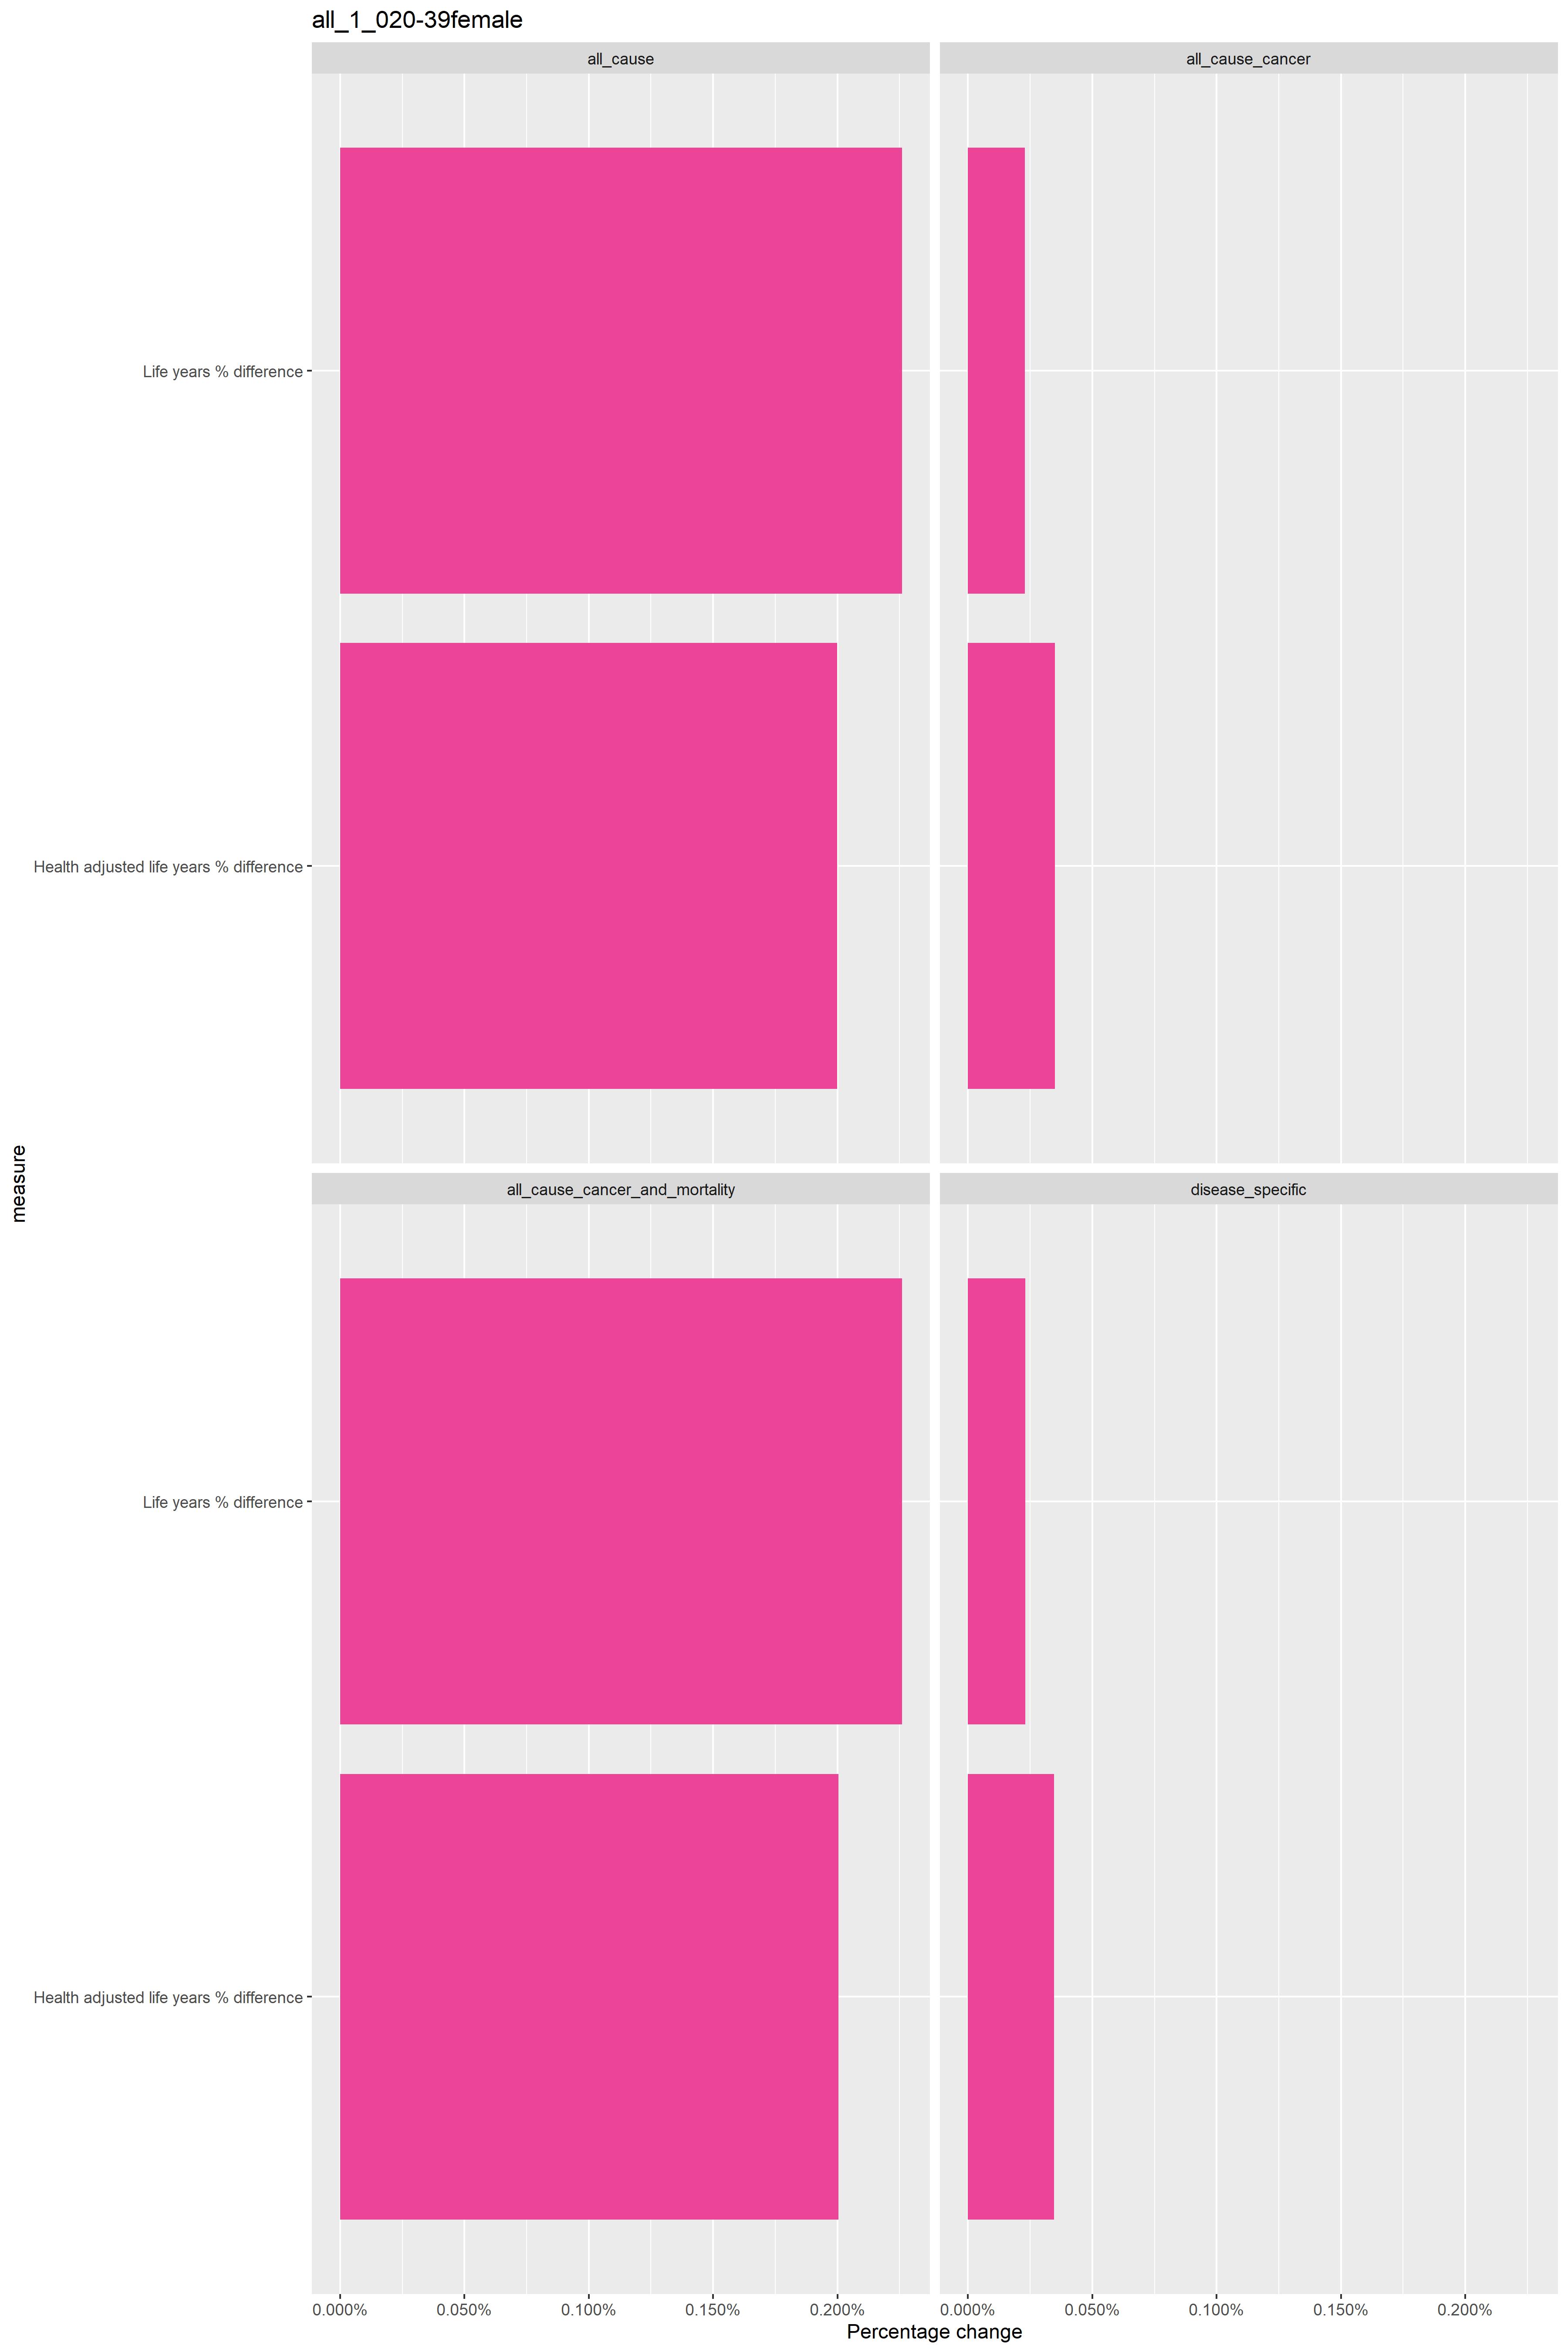 all_1_020-39female
all_cause
all_cause_cancer
Life years % difference
Health adjusted life years % difference
measure
all_cause_cancer_and_mortality
disease_specific
Life years % difference
Health adjusted life years % difference
0.000% 0.050% 0.100% 0.150% 0.200%
0.000% 0.050% 0.100% 0.150% 0.200%
Percentage change